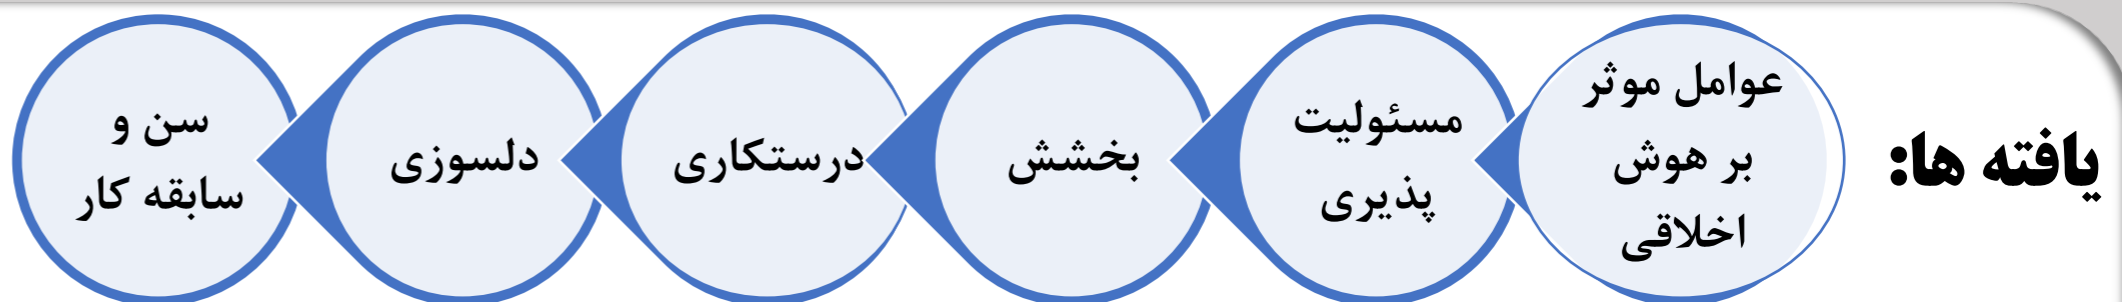 یافته ها:
عوامل موثر
بر هوش
اخلاقی
مسئولیت
پذیری
بخشش
درستکاری
دلسوزی
سن و
سابقه کار